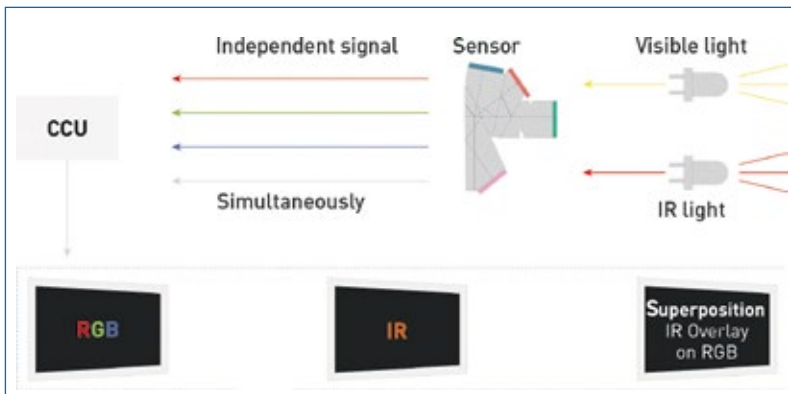 Independent signal
Sensor
Visible light
CCU
Simultaneously
IR light
RGB
IR
Superposition
IR Overlay
on RGB